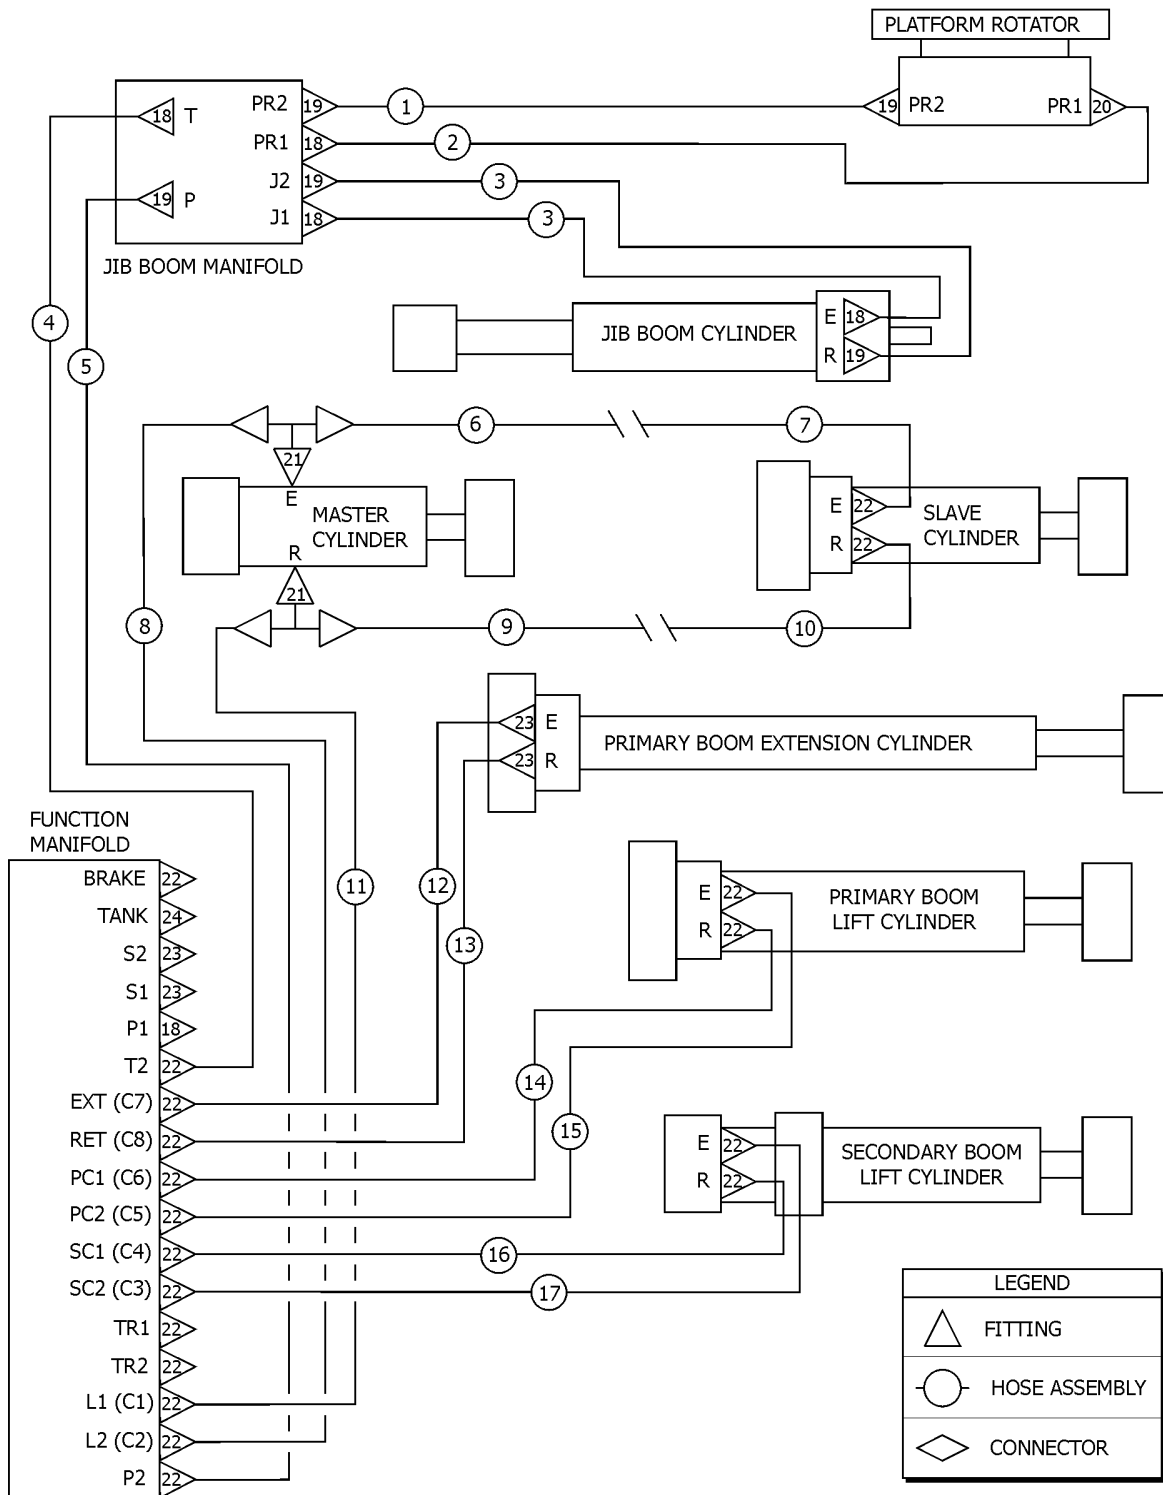 PLATFORM ROTATOR
19 PR2 PR1 20
18 T
PR2 19
1
PR1 18
2
19 P
J2 19
3
J1 18
3
JIB BOOM MANIFOLD
4
5
JIB BOOM CYLINDER
E 18
R 19
6
7
21
E
MASTER
CYLINDER
R
21
E 22
R 22
SLAVE
CYLINDER
8
9
10
23 E
23 R
PRIMARY BOOM EXTENSION CYLINDER
FUNCTION
MANIFOLD
BRAKE 22
TANK 24
S2 23
S1 23
P1 18
T2 22
EXT (C7) 22
RET (C8) 22
PC1 (C6) 22
PC2 (C5) 22
SC1 (C4) 22
SC2 (C3) 22
TR1 22
TR2 22
L1 (C1) 22
L2 (C2) 22
P2 22
11
12
13
E 22
R 22
PRIMARY BOOM
LIFT CYLINDER
14
15
E 22
R 22
SECONDARY BOOM
LIFT CYLINDER
16
17
LEGEND
FITTING
HOSE ASSEMBLY
CONNECTOR